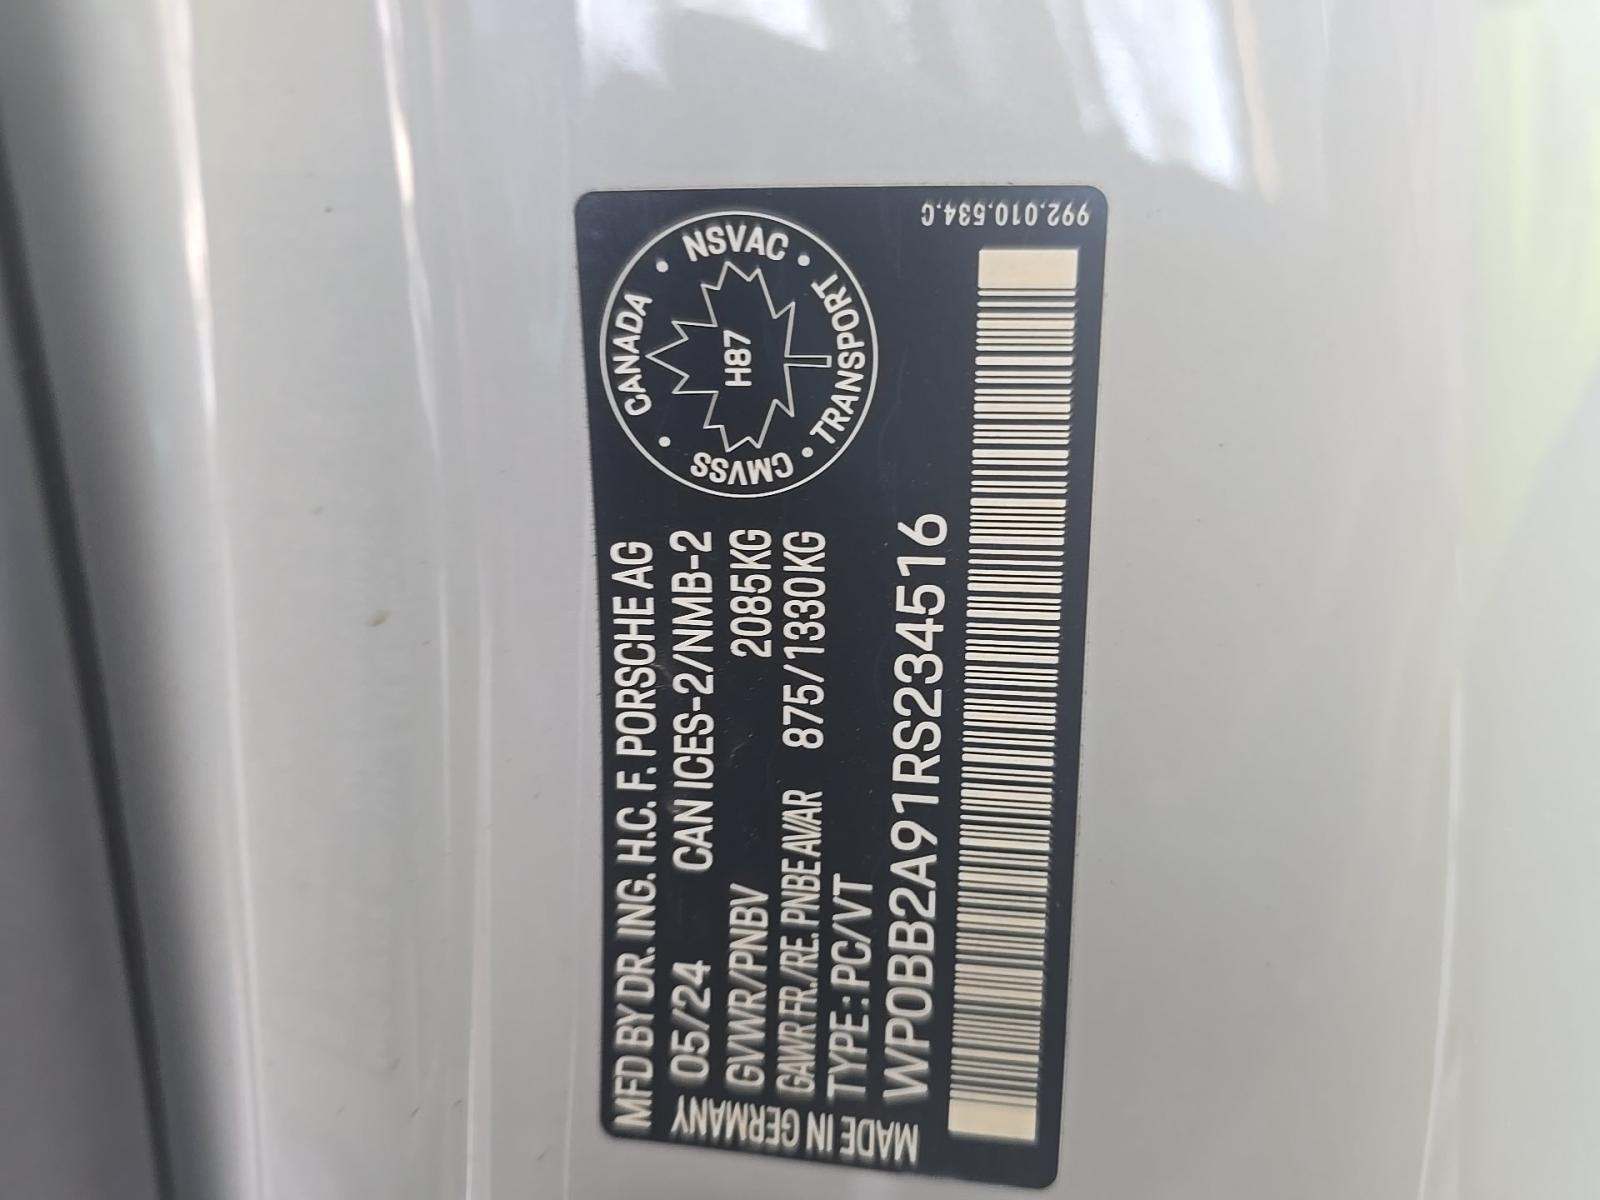 MFD BY DR. ING. H.C. F. PORSCHE AG
05/24 CAN ICES-2/NMB-2
GVWR/PNBV 2085KG
GAWR FR./RE. PNBE AV/AR 875/1330KG
TYPE: PC/VT
WP0BB2A91RS234516
MADE IN GERMANY
CANADA • NSVAC • TRANSPORT • CMVSS •
H87
992.010.534.C